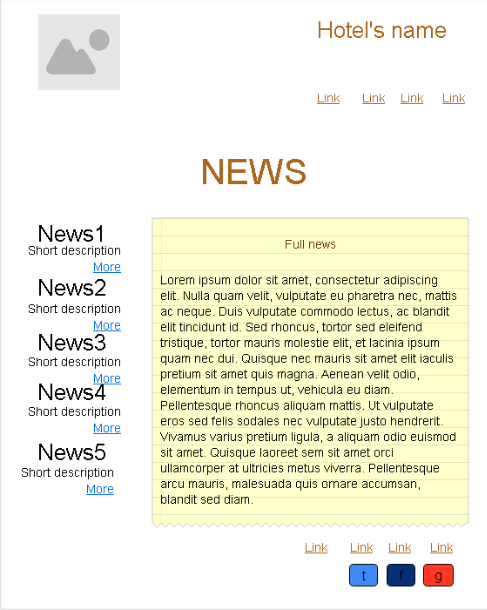 Hotel's name
Link Link Link Link
NEWS
News1
Short description
More
News2
Short description
More
News3
Short description
More
News4
Short description
More
News5
Short description
More
Full news
Lorem ipsum dolor sit amet, consectetur adipiscing
elit. Nulla quam velit, vulputate eu pharetra nec, mattis
ac neque. Duis vulputate commodo lectus, ac blandit
elit tincidunt id. Sed rhoncus, tortor sed eleifend
tristique, tortor mauris molestie elit, et lacinia ipsum
quam nec dui. Quisque nec mauris sit amet elit iaculis
pretium sit amet quis magna. Aenean velit odio,
elementum in tempus ut, vehicula eu diam.
Pellentesque rhoncus aliquam mattis. Ut vulputate
eros sed felis sodales nec vulputate justo hendrerit.
Vivamus varius pretium ligula, a aliquam odio euismod
sit amet. Quisque laoreet sem sit amet orci
ullamcorper at ultricies metus viverra. Pellentesque
arcu mauris, malesuada quis ornare accumsan,
blandit sed diam.
Link Link Link Link
t f g